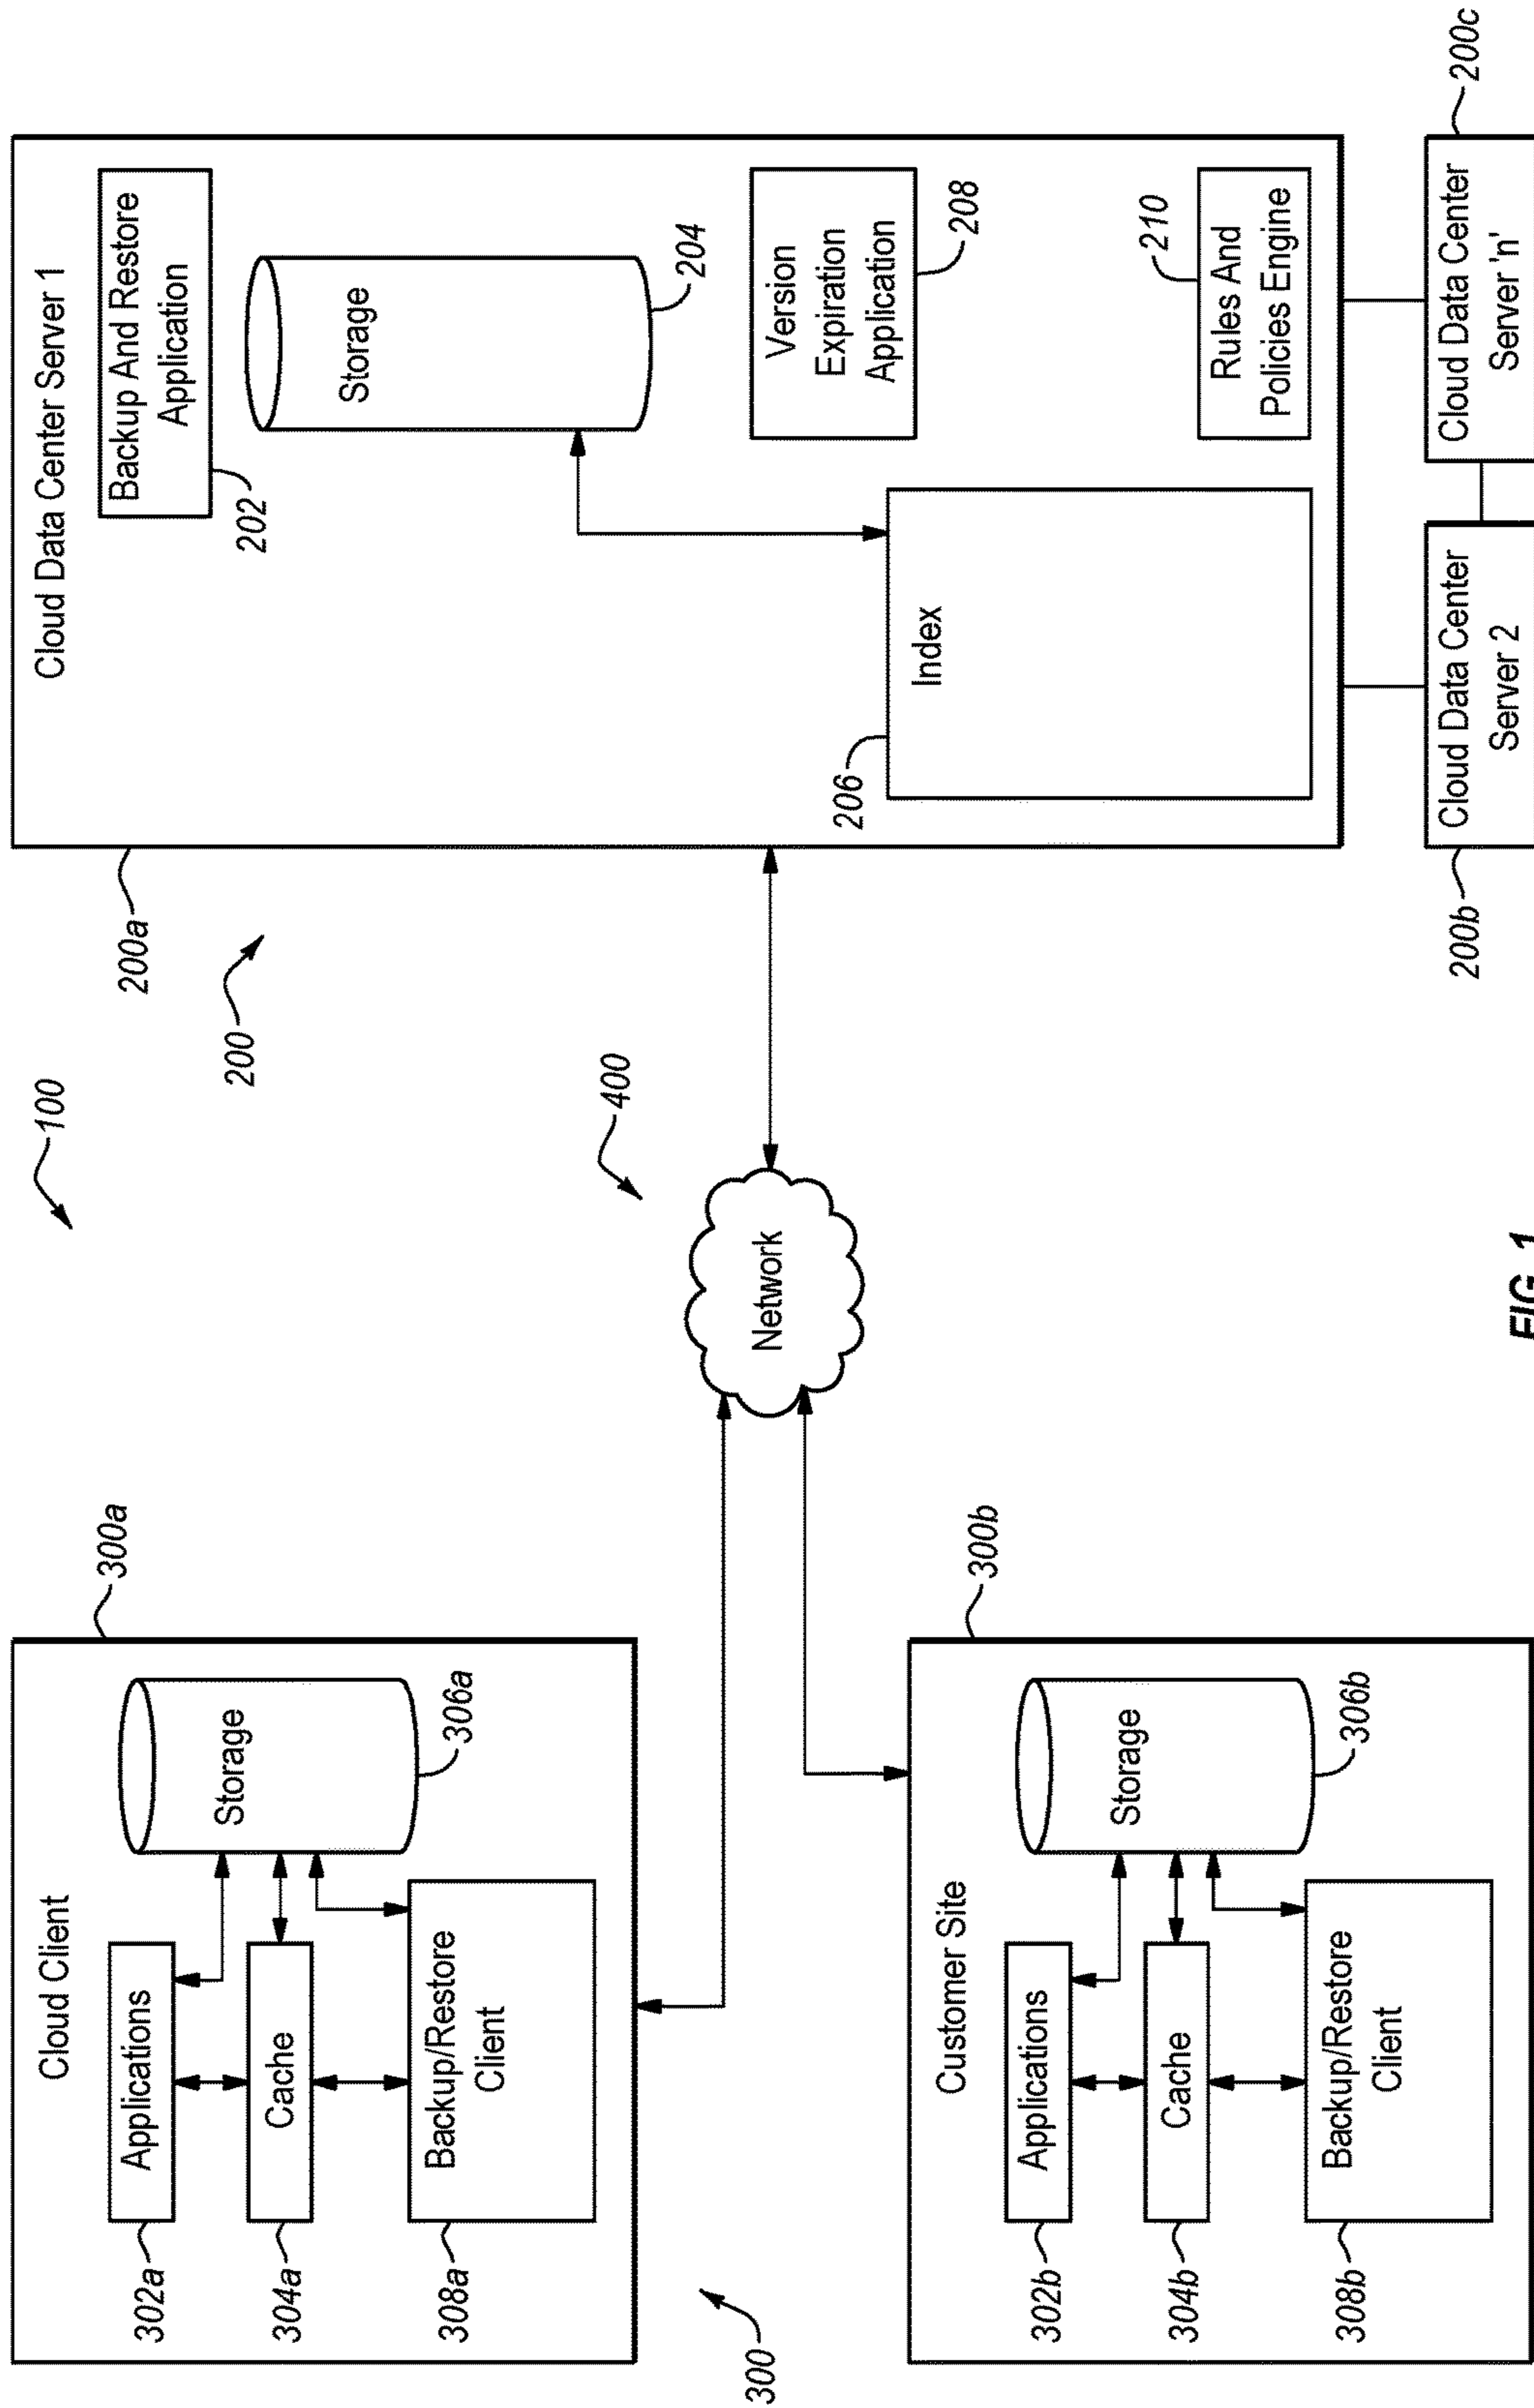 100
300
Cloud Client
300a
Applications
302a
Cache
304a
Storage
306a
Backup/Restore
Client
308a
Customer Site
300b
Applications
302b
Cache
304b
Storage
306b
Backup/Restore
Client
308b
400
Network
200
200a
Cloud Data Center Server 1
Backup And Restore
Application
202
Storage
204
Index
206
Version
Expiration
Application
208
210
Rules And
Policies Engine
Cloud Data Center
Server 2
200b
Cloud Data Center
Server 'n'
200c
FIG. 1